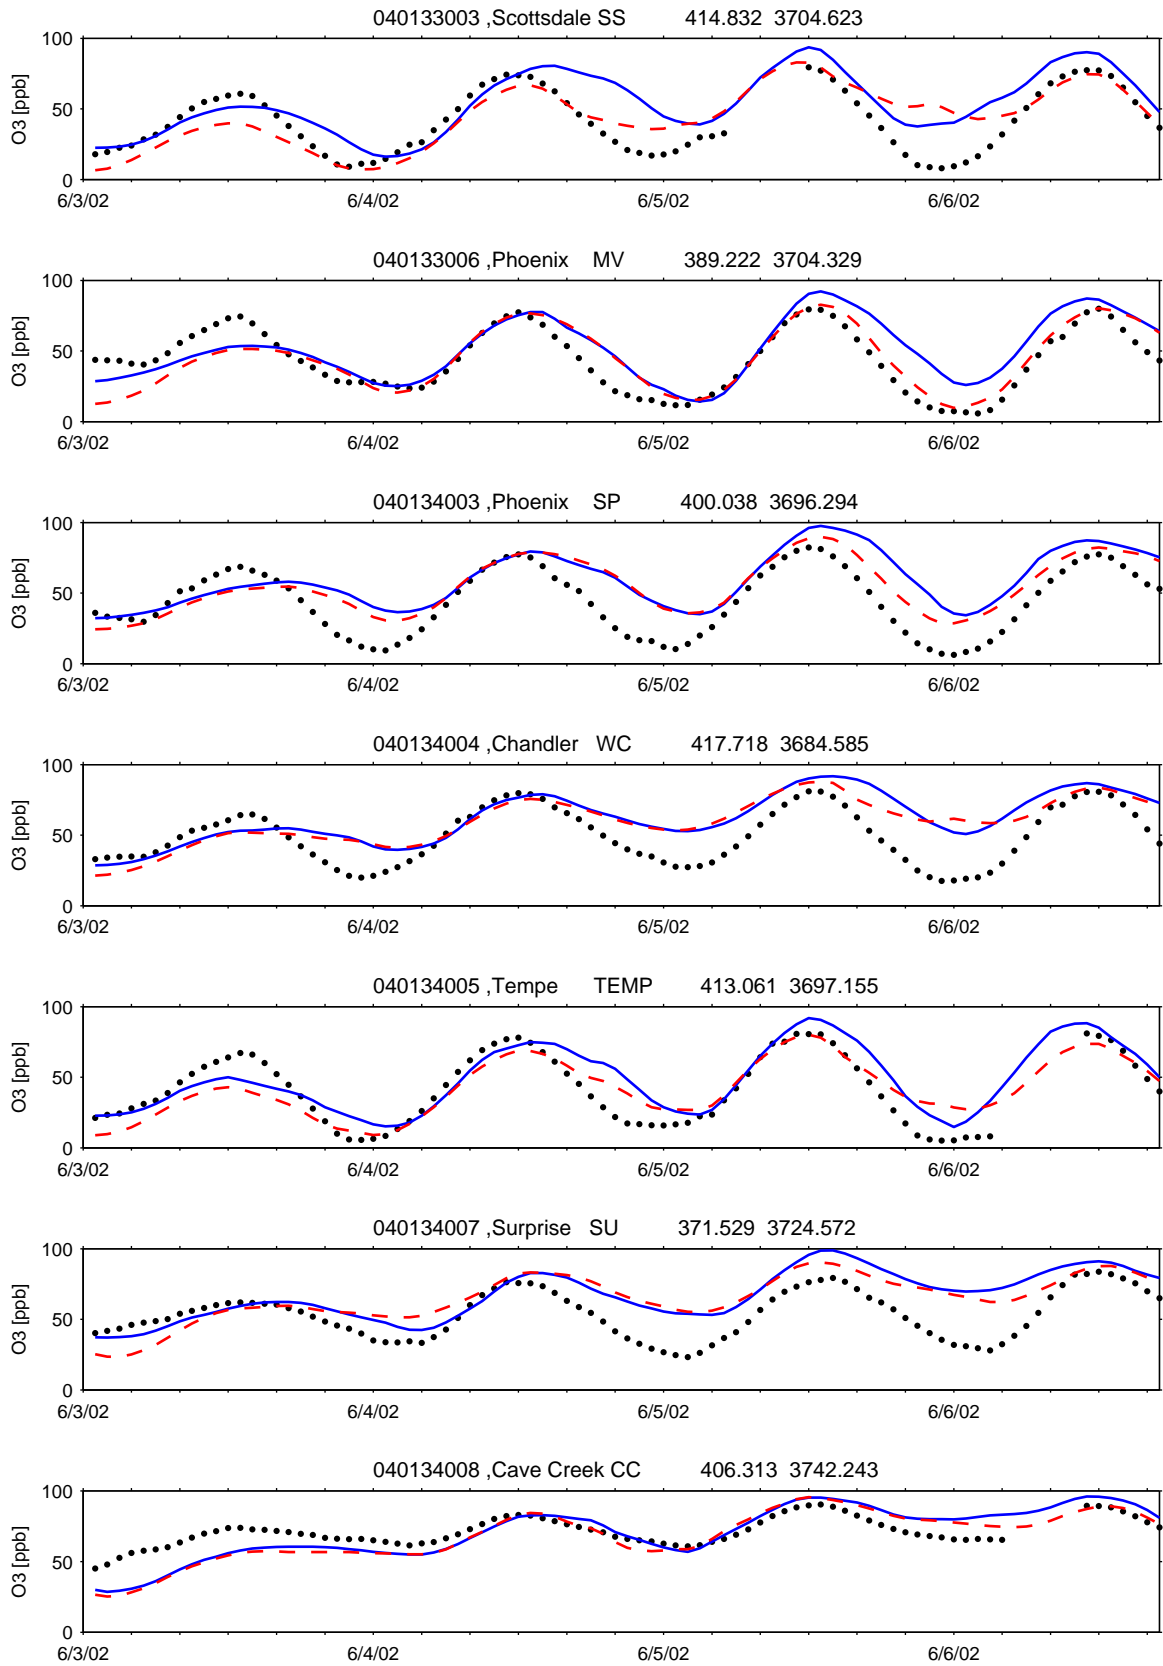 040133003 ,Scottsdale SS 414.832 3704.623
100
50
0
O3 [ppb]
6/3/02 6/4/02 6/5/02 6/6/02
040133006 ,Phoenix MV 389.222 3704.329
100
50
0
O3 [ppb]
6/3/02 6/4/02 6/5/02 6/6/02
040134003 ,Phoenix SP 400.038 3696.294
100
50
0
O3 [ppb]
6/3/02 6/4/02 6/5/02 6/6/02
040134004 ,Chandler WC 417.718 3684.585
100
50
0
O3 [ppb]
6/3/02 6/4/02 6/5/02 6/6/02
040134005 ,Tempe TEMP 413.061 3697.155
100
50
0
O3 [ppb]
6/3/02 6/4/02 6/5/02 6/6/02
040134007 ,Surprise SU 371.529 3724.572
100
50
0
O3 [ppb]
6/3/02 6/4/02 6/5/02 6/6/02
040134008 ,Cave Creek CC 406.313 3742.243
100
50
0
O3 [ppb]
6/3/02 6/4/02 6/5/02 6/6/02